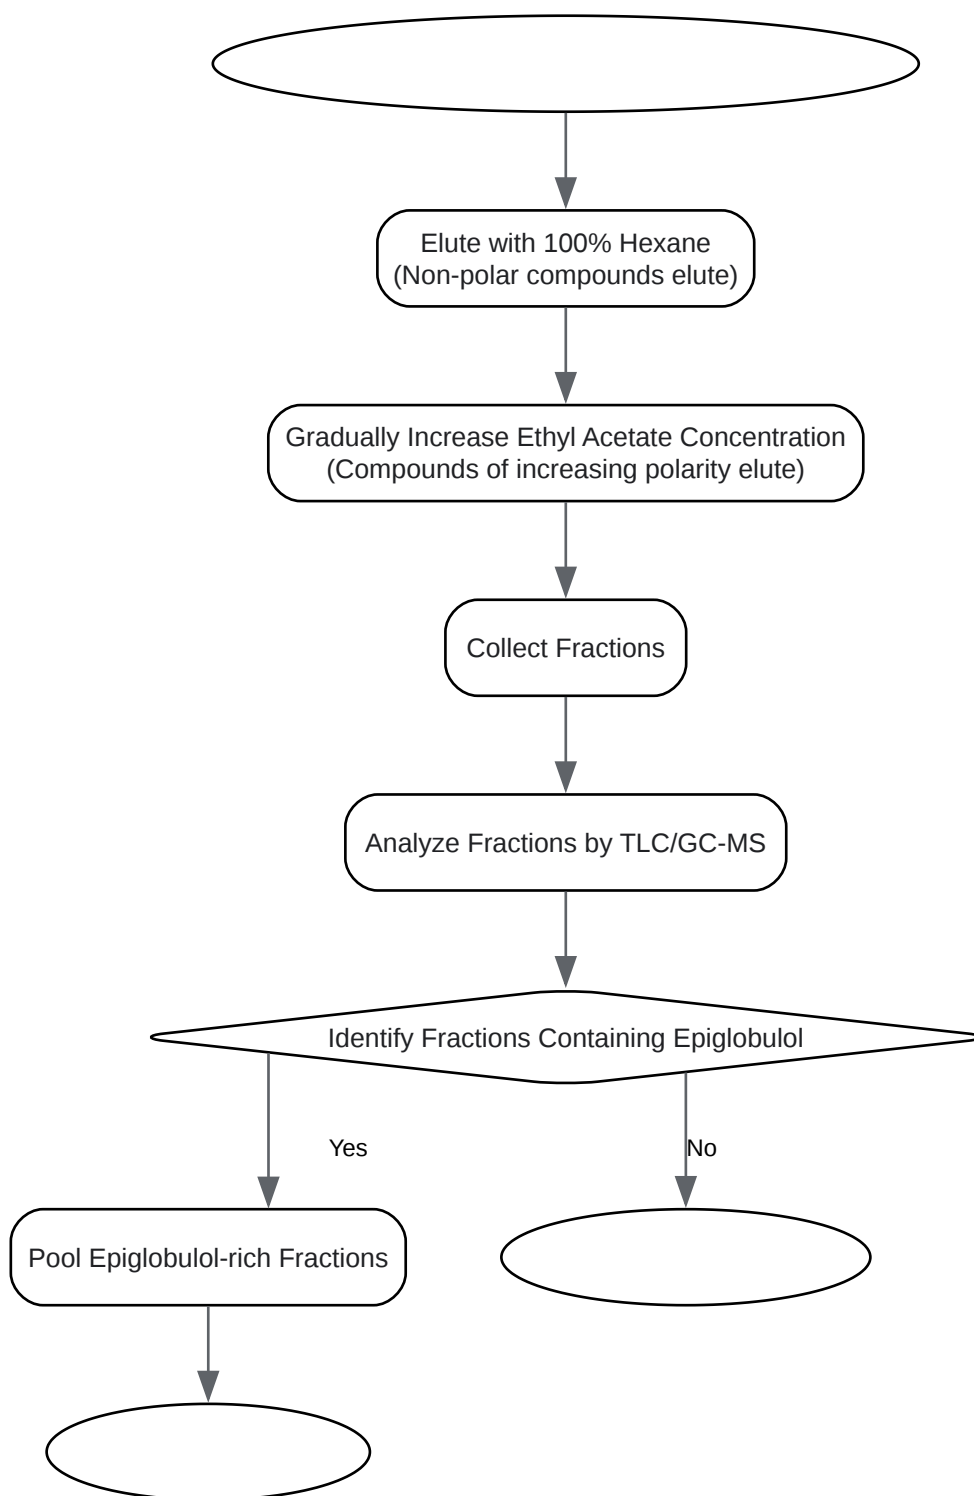 Elute with 100% Hexane
(Non-polar compounds elute)
Gradually Increase Ethyl Acetate Concentration
(Compounds of increasing polarity elute)
Collect Fractions
Analyze Fractions by TLC/GC-MS
Identify Fractions Containing Epiglobulol
Yes
No
Pool Epiglobulol-rich Fractions